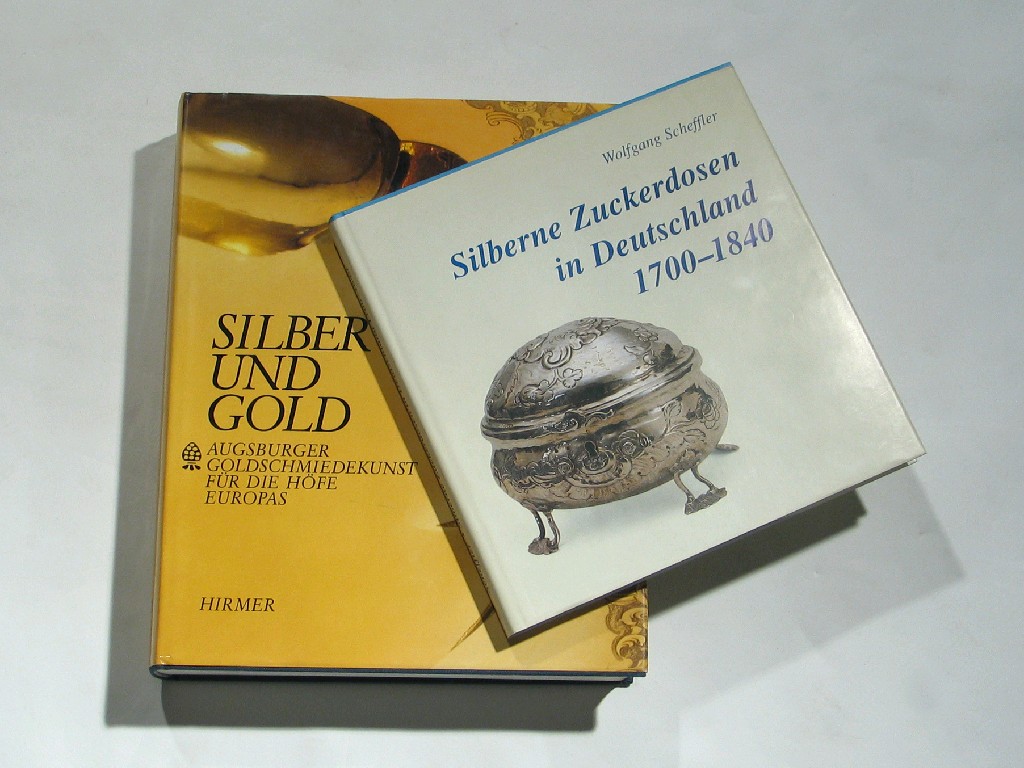 SILBER
UND
GOLD
AUGSBURGER
GOLDSCHMIEDEKUNST
FÜR DIE HÖFE
EUROPAS
HIRMER
Wolfgang Scheffler
Silberne Zuckerdosen
in Deutschland
1700–1840